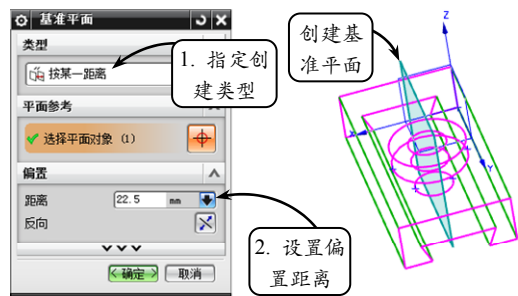 基准平面
类型
按某一距离
平面参考
选择平面对象 (1)
偏置
距离 22.5 mm
反向
<确定> 取消
1. 指定创
建类型
2. 设置偏
置距离
创建基
准平面
Z
X
Y